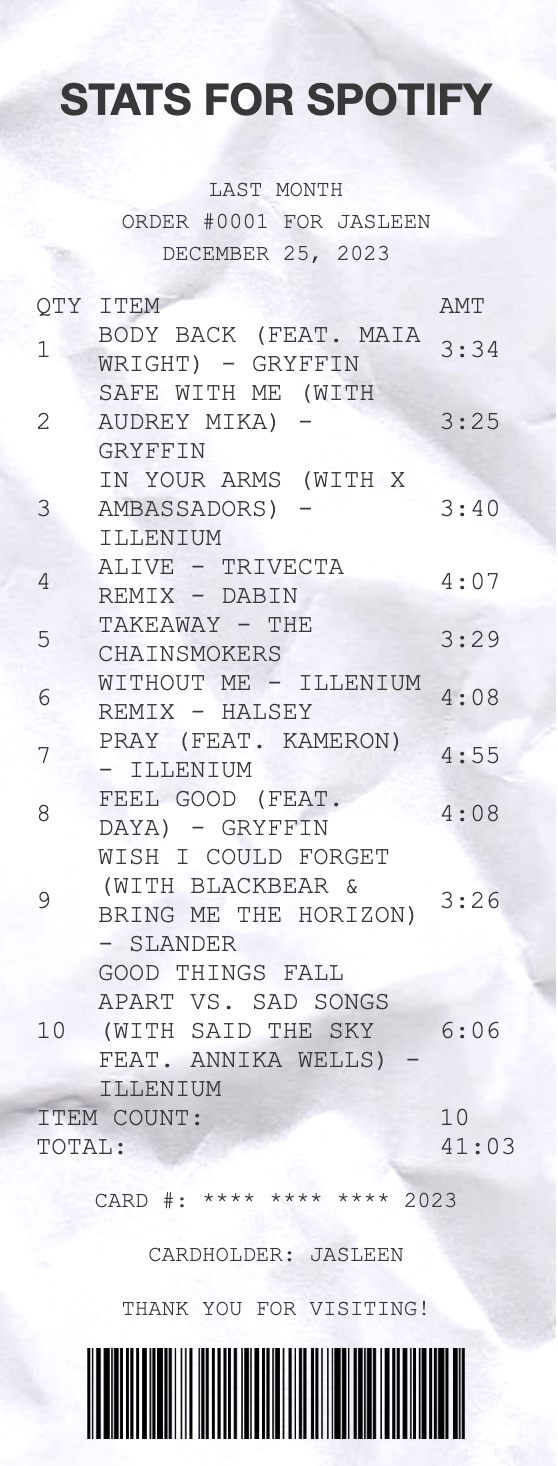 STATS FOR SPOTIFY
LAST MONTH
ORDER #0001 FOR JASLEEN
DECEMBER 25, 2023
QTY ITEM AMT
1 BODY BACK (FEAT. MAIA 3:34
WRIGHT) - GRYFFIN
SAFE WITH ME (WITH
2 AUDREY MIKA) - 3:25
GRYFFIN
IN YOUR ARMS (WITH X
3 AMBASSADORS) - 3:40
ILLENIUM
4 ALIVE - TRIVECTA 4:07
REMIX - DABIN
5 TAKEAWAY - THE 3:29
CHAINSMOKERS
6 WITHOUT ME - ILLENIUM 4:08
REMIX - HALSEY
7 PRAY (FEAT. KAMERON) 4:55
- ILLENIUM
8 FEEL GOOD (FEAT. 4:08
DAYA) - GRYFFIN
WISH I COULD FORGET
(WITH BLACKBEAR &
9 BRING ME THE HORIZON) 3:26
- SLANDER
GOOD THINGS FALL
APART VS. SAD SONGS
10 (WITH SAID THE SKY 6:06
FEAT. ANNIKA WELLS) -
ILLENIUM
ITEM COUNT: 10
TOTAL: 41:03
CARD #: **** **** **** 2023
CARDHOLDER: JASLEEN
THANK YOU FOR VISITING!